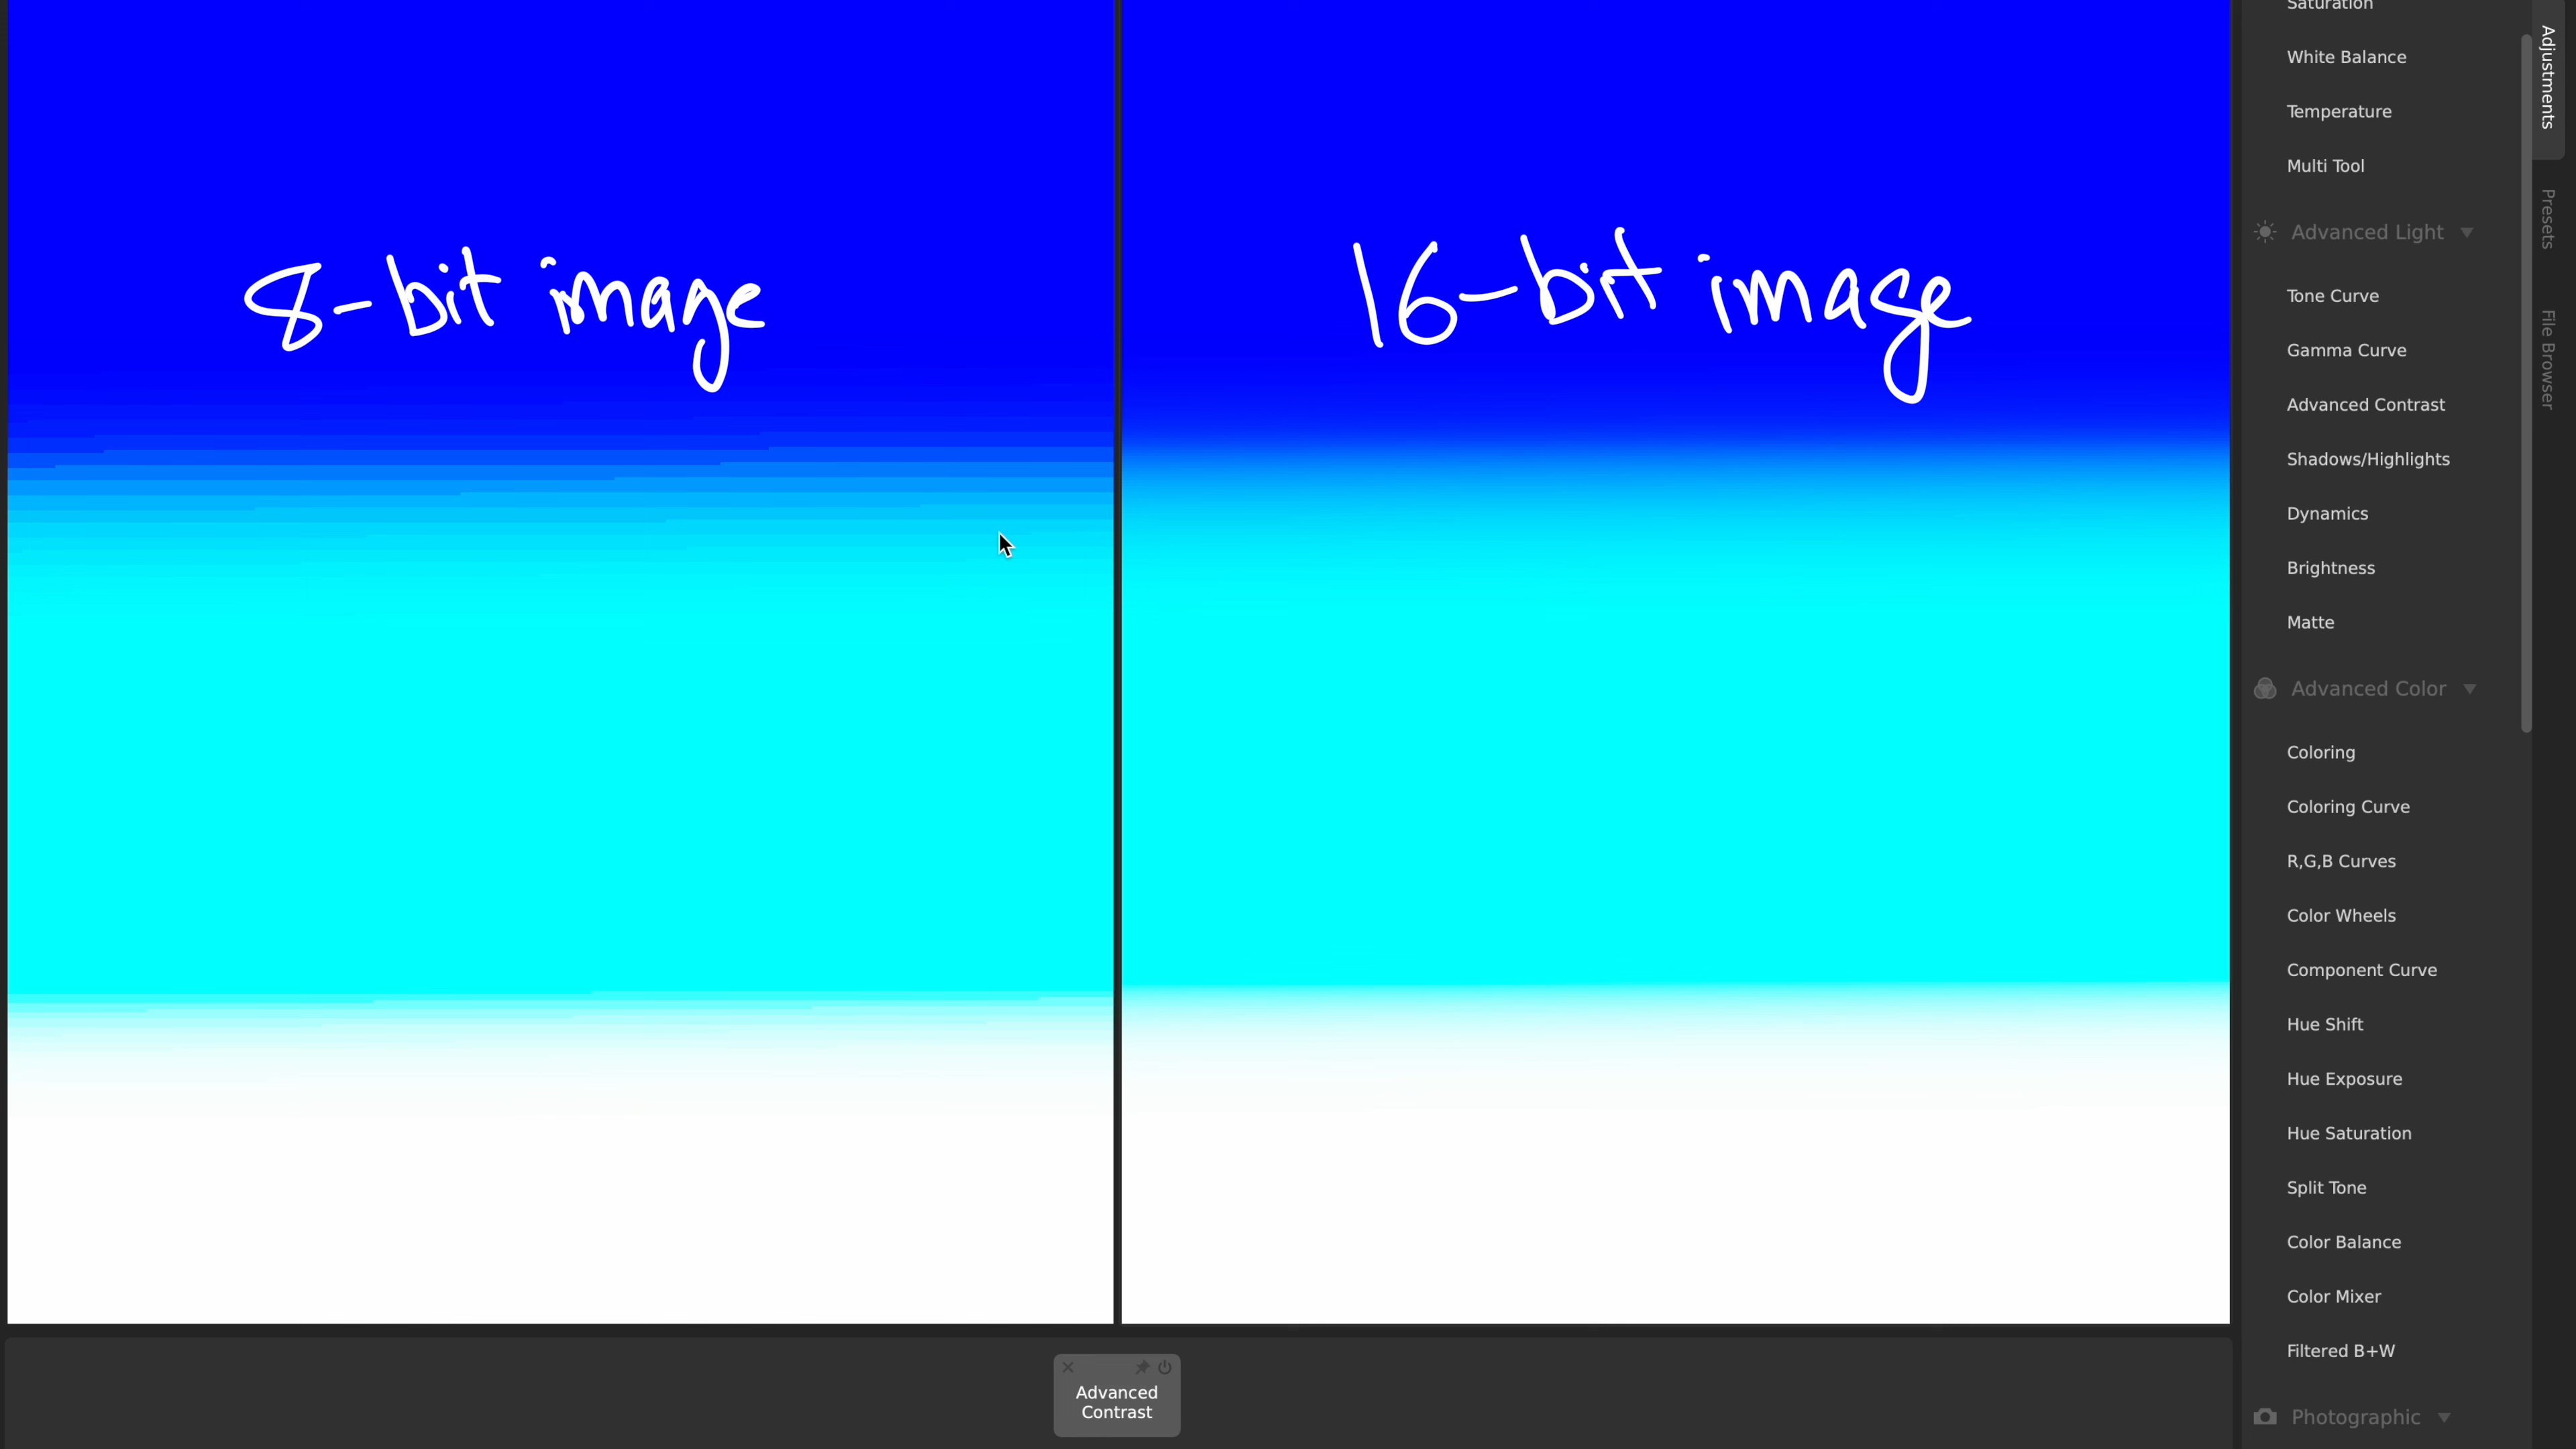 8-bit image
16-bit image
Saturation
White Balance
Temperature
Multi Tool
Advanced Light
Tone Curve
Gamma Curve
Advanced Contrast
Shadows/Highlights
Dynamics
Brightness
Matte
Advanced Color
Coloring
Coloring Curve
R,G,B Curves
Color Wheels
Component Curve
Hue Shift
Hue Exposure
Hue Saturation
Split Tone
Color Balance
Color Mixer
Filtered B+W
Photographic
Adjustments
Presets
File Browser
Advanced
Contrast